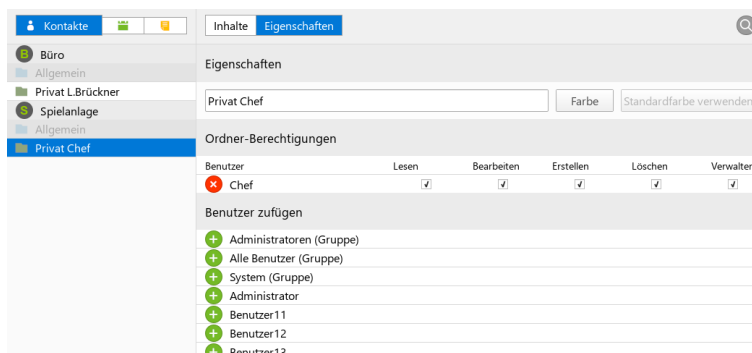 Kontakte
Inhalte Eigenschaften
B Büro
Allgemein
Privat L.Brückner
S Spielanlage
Allgemein
Privat Chef
Eigenschaften
Privat Chef Farbe Standardfarbe verwenden
Ordner-Berechtigungen
Benutzer Lesen Bearbeiten Erstellen Löschen Verwalten
Chef
Benutzer zufügen
Administratoren (Gruppe)
Alle Benutzer (Gruppe)
System (Gruppe)
Administrator
Benutzer11
Benutzer12
Benutzer13